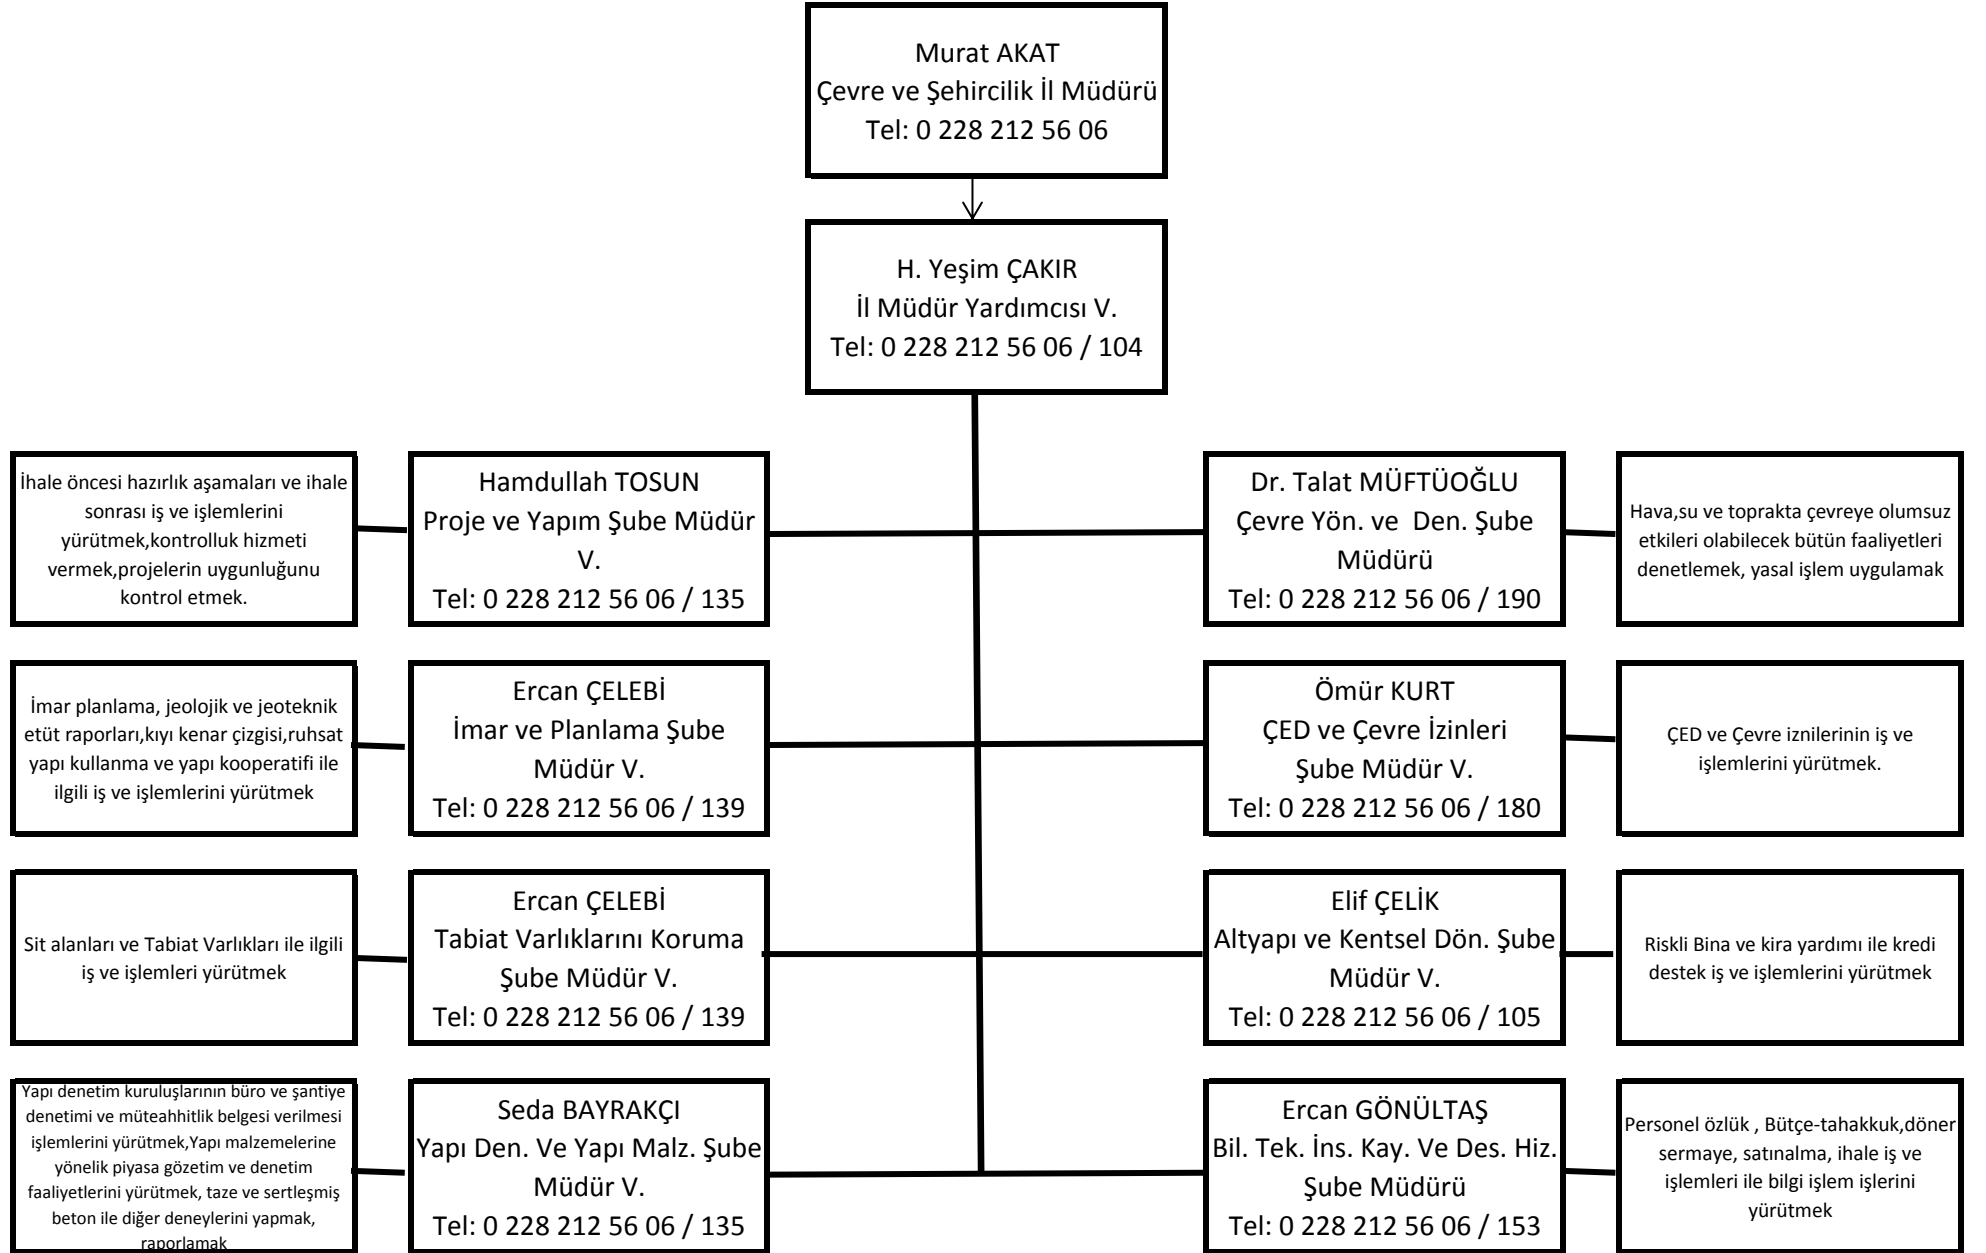 Murat AKAT
Çevre ve Şehircilik İl Müdürü
Tel: 0 228 212 56 06
H. Yeşim ÇAKIR
İl Müdür Yardımcısı V.
Tel: 0 228 212 56 06 / 104
İhale öncesi hazırlık aşamaları ve ihale
sonrası iş ve işlemlerini
yürütmek,kontrolluk hizmeti
vermek,projelerin uygunluğunu
kontrol etmek.
Hamdullah TOSUN
Proje ve Yapım Şube Müdür
V.
Tel: 0 228 212 56 06 / 135
Dr. Talat MÜFTÜOĞLU
Çevre Yön. ve  Den. Şube
Müdürü
Tel: 0 228 212 56 06 / 190
Hava,su ve toprakta çevreye olumsuz
etkileri olabilecek bütün faaliyetleri
denetlemek, yasal işlem uygulamak
İmar planlama, jeolojik ve jeoteknik
etüt raporları,kıyı kenar çizgisi,ruhsat
yapı kullanma ve yapı kooperatifi ile
ilgili iş ve işlemlerini yürütmek
Ercan ÇELEBİ
İmar ve Planlama Şube
Müdür V.
Tel: 0 228 212 56 06 / 139
Ömür KURT
ÇED ve Çevre İzinleri
Şube Müdür V.
Tel: 0 228 212 56 06 / 180
ÇED ve Çevre iznilerinin iş ve
işlemlerini yürütmek.
Sit alanları ve Tabiat Varlıkları ile ilgili
iş ve işlemleri yürütmek
Ercan ÇELEBİ
Tabiat Varlıklarını Koruma
Şube Müdür V.
Tel: 0 228 212 56 06 / 139
Elif ÇELİK
Altyapı ve Kentsel Dön. Şube
Müdür V.
Tel: 0 228 212 56 06 / 105
Riskli Bina ve kira yardımı ile kredi
destek iş ve işlemlerini yürütmek
Yapı denetim kuruluşlarının büro ve şantiye
denetimi ve müteahhitlik belgesi verilmesi
işlemlerini yürütmek,Yapı malzemelerine
yönelik piyasa gözetim ve denetim
faaliyetlerini yürütmek, taze ve sertleşmiş
beton ile diğer deneylerini yapmak,
raporlamak
Seda BAYRAKÇI
Yapı Den. Ve Yapı Malz. Şube
Müdür V.
Tel: 0 228 212 56 06 / 135
Ercan GÖNÜLTAŞ
Bil. Tek. İns. Kay. Ve Des. Hiz.
Şube Müdürü
Tel: 0 228 212 56 06 / 153
Personel özlük , Bütçe-tahakkuk,döner
sermaye, satınalma, ihale iş ve
işlemleri ile bilgi işlem işlerini
yürütmek